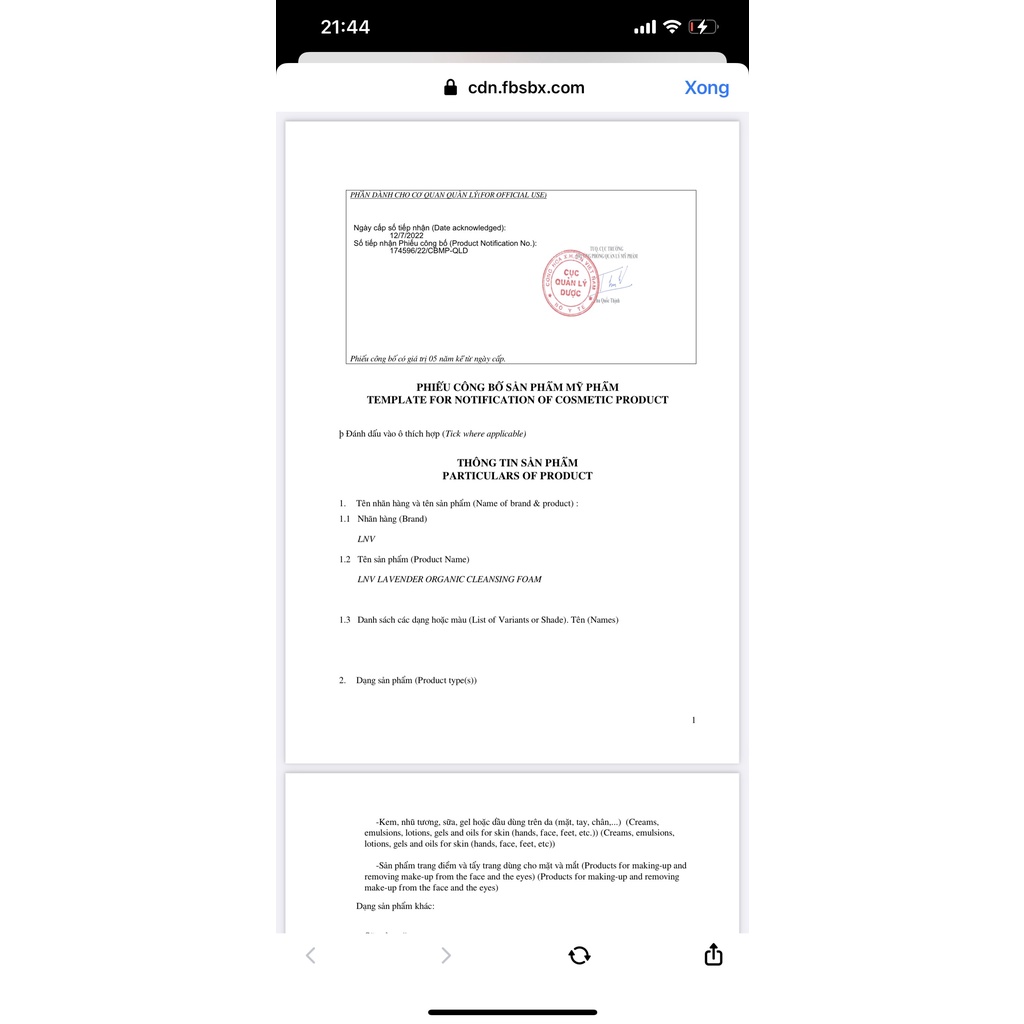 21:44
cdn.fbsbx.com
Xong
PHẦN DÀNH CHO CƠ QUAN QUẢN LÝ(FOR OFFICIAL USE)
Ngày cấp số tiếp nhận (Date acknowledged):
12/7/2022
Số tiếp nhận Phiếu công bố (Product Notification No.):
174596/22/CBMP-QLD
TUQ. CỤC TRƯỞNG
PHÒNG QUẢN LÝ MỸ PHẨM
CỤC
QUẢN LÝ
DƯỢC
BỘ Y TẾ
Quốc Thịnh
Phiếu công bố có giá trị 05 năm kể từ ngày cấp.
PHIẾU CÔNG BỐ SẢN PHẨM MỸ PHẨM
TEMPLATE FOR NOTIFICATION OF COSMETIC PRODUCT
þ Đánh dấu vào ô thích hợp (Tick where applicable)
THÔNG TIN SẢN PHẨM
PARTICULARS OF PRODUCT
1. Tên nhãn hàng và tên sản phẩm (Name of brand & product) :
1.1 Nhãn hàng (Brand)
LNV
1.2 Tên sản phẩm (Product Name)
LNV LAVENDER ORGANIC CLEANSING FOAM
1.3 Danh sách các dạng hoặc màu (List of Variants or Shade). Tên (Names)
2. Dạng sản phẩm (Product type(s))
1
-Kem, nhũ tương, sữa, gel hoặc dầu dùng trên da (mặt, tay, chân,...) (Creams,
emulsions, lotions, gels and oils for skin (hands, face, feet, etc.)) (Creams, emulsions,
lotions, gels and oils for skin (hands, face, feet, etc))
-Sản phẩm trang điểm và tẩy trang dùng cho mặt và mắt (Products for making-up and
removing make-up from the face and the eyes) (Products for making-up and removing
make-up from the face and the eyes)
Dạng sản phẩm khác: